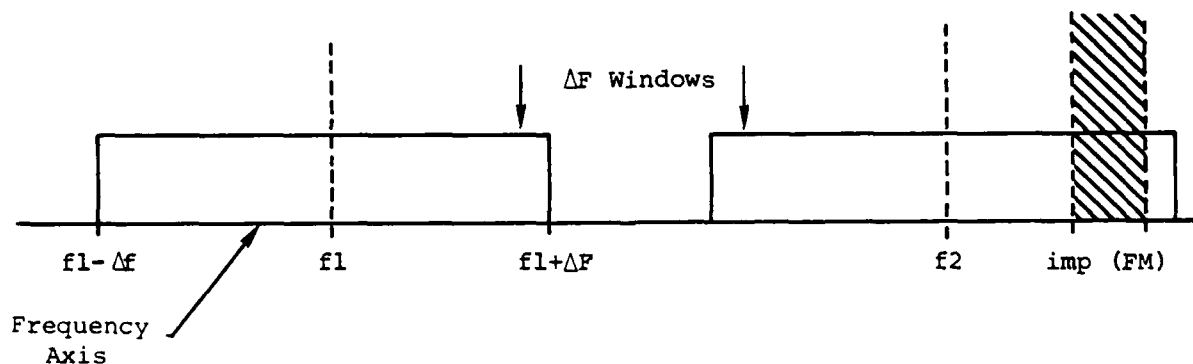 ΔF Windows
f1-Δf
f1
f1+ΔF
f2
imp (FM)
Frequency
Axis